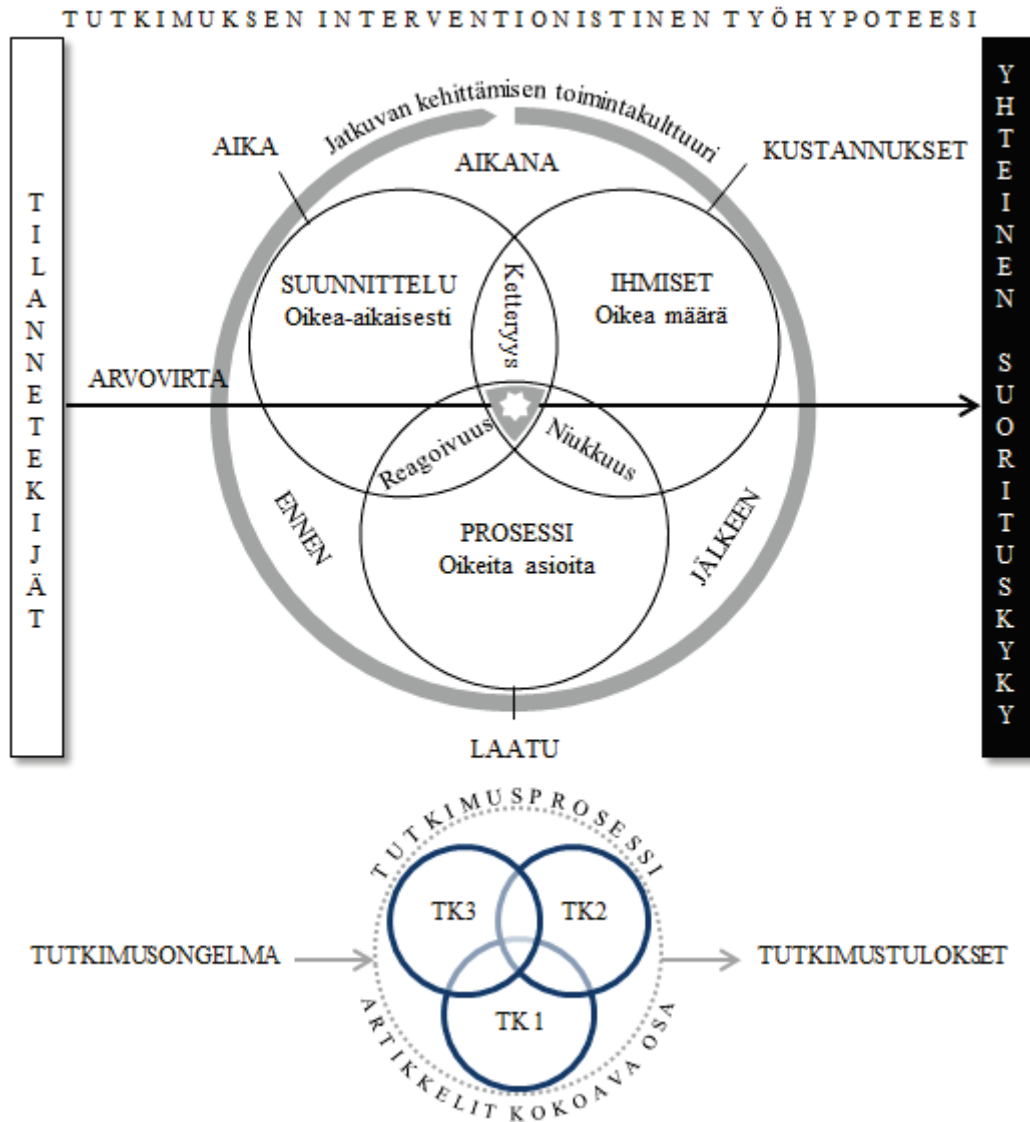 TUTKIMUKSEN INTERVENTIONISTINEN TYÖHYPOTEESI
Jatkuvan kehittämisen toimintakulttuuri
AIKA
AIKANA
KUSTANNUKSET
TILANNETEKIJÄT
YHTEINEN SUORITUSKYKY
SUUNNITTELU
Oikea-aikaisesti
Ketteryys
IHMISET
Oikea määrä
ARVOVIRTA
Reagoivuus
Niukkuus
ENNEN
PROSESSI
Oikeita asioita
JÄLKEEN
LAATU
TUTKIMUSPROSESSI
TK3
TK2
TUTKIMUSONGELMA
TUTKIMUSTULOKSET
TK1
ARTIKKELIT KOKOAVA OSA